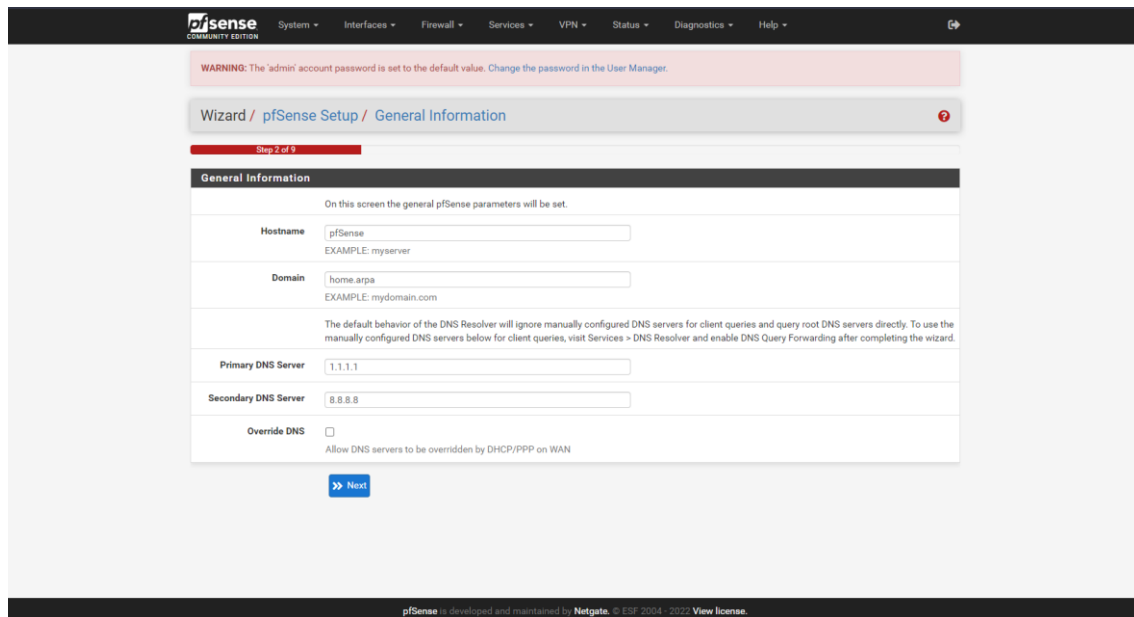 pfsense
COMMUNITY EDITION
System Interfaces Firewall Services VPN Status Diagnostics Help
WARNING: The 'admin' account password is set to the default value. Change the password in the User Manager.
Wizard / pfSense Setup / General Information
Step 2 of 9
General Information
On this screen the general pfSense parameters will be set.
Hostname
pfSense
EXAMPLE: myserver
Domain
home.arpa
EXAMPLE: mydomain.com
The default behavior of the DNS Resolver will ignore manually configured DNS servers for client queries and query root DNS servers directly. To use the
manually configured DNS servers below for client queries, visit Services > DNS Resolver and enable DNS Query Forwarding after completing the wizard.
Primary DNS Server
1.1.1.1
Secondary DNS Server
8.8.8.8
Override DNS
Allow DNS servers to be overridden by DHCP/PPP on WAN
>> Next
pfSense is developed and maintained by Netgate. © ESF 2004 - 2022 View license.